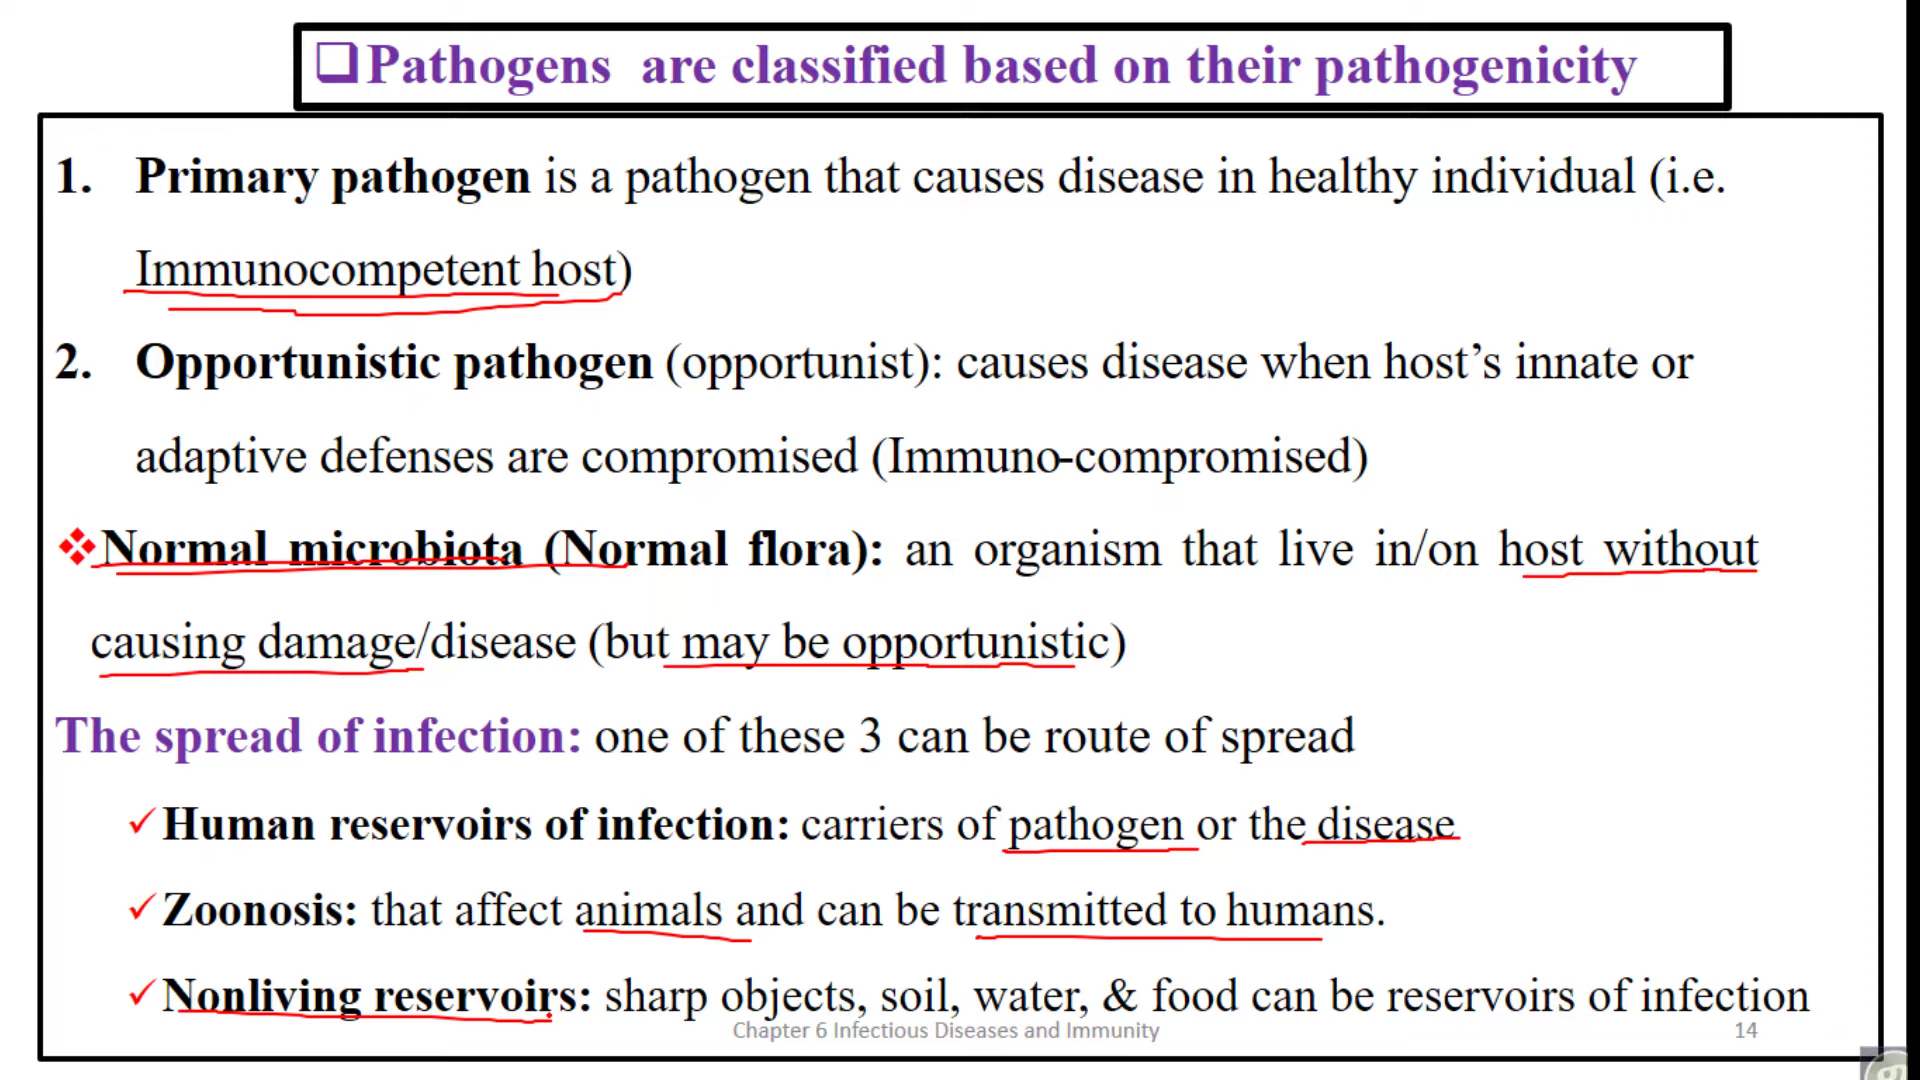 ❑Pathogens are classified based on their pathogenicity
1. Primary pathogen is a pathogen that causes disease in healthy individual (i.e.
Immunocompetent host)
2. Opportunistic pathogen (opportunist): causes disease when host’s innate or
adaptive defenses are compromised (Immuno-compromised)
❖Normal microbiota (Normal flora): an organism that live in/on host without
causing damage/disease (but may be opportunistic)
The spread of infection: one of these 3 can be route of spread
✓Human reservoirs of infection: carriers of pathogen or the disease
✓Zoonosis: that affect animals and can be transmitted to humans.
✓Nonliving reservoirs: sharp objects, soil, water, & food can be reservoirs of infection
Chapter 6 Infectious Diseases and Immunity 14